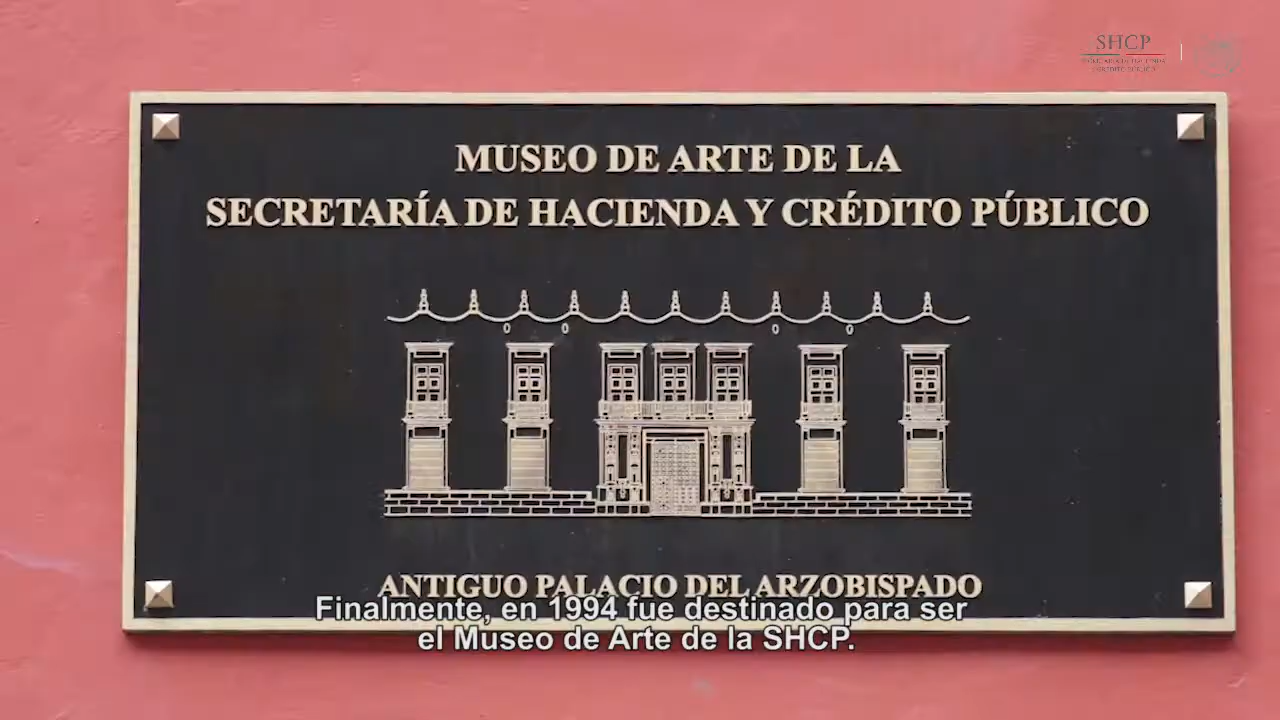 SHCP
MUSEO DE ARTE DE LA
SECRETARÍA DE HACIENDA Y CRÉDITO PÚBLICO
ANTIGUO PALACIO DEL ARZOBISPADO
Finalmente, en 1994 fue destinado para ser
el Museo de Arte de la SHCP.